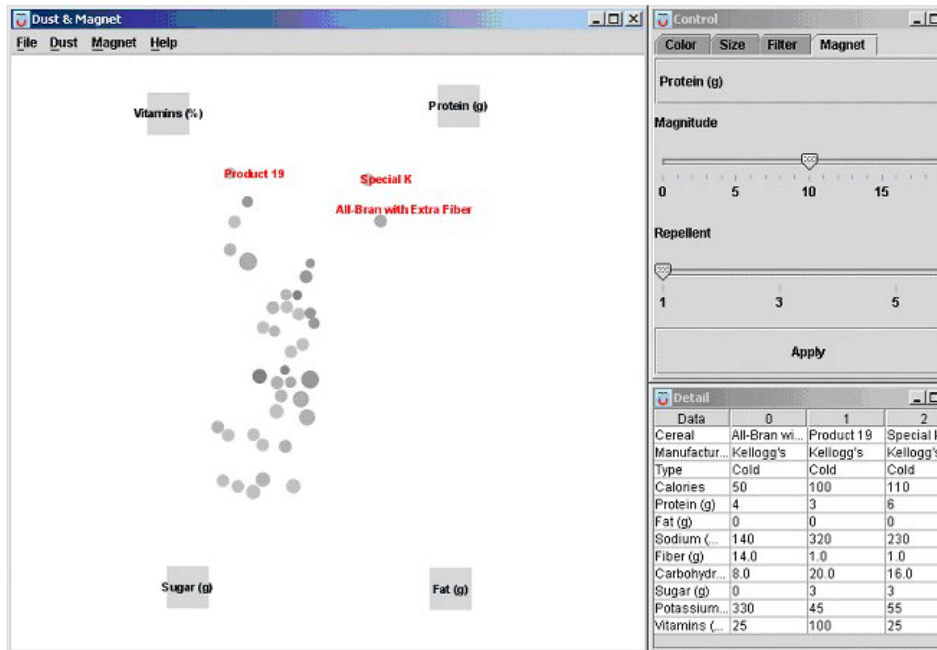 Dust & Magnet
File Dust Magnet Help
Vitamins (%)
Protein (g)
Product 19
Special K
All-Bran with Extra Fiber
Sugar (g)
Fat (g)
Control
Color Size Filter Magnet
Protein (g)
Magnitude
0 5 10 15
Repellent
1 3 5
Apply
Detail
Data 0 1 2
Cereal All-Bran wi... Product 19 Special K
Manufactur... Kellogg's Kellogg's Kellogg's
Type Cold Cold Cold
Calories 50 100 110
Protein (g) 4 3 6
Fat (g) 0 0 0
Sodium (... 140 320 230
Fiber (g) 14.0 1.0 1.0
Carbohydr... 8.0 20.0 16.0
Sugar (g) 0 3 3
Potassium... 330 45 55
Vitamins (... 25 100 25